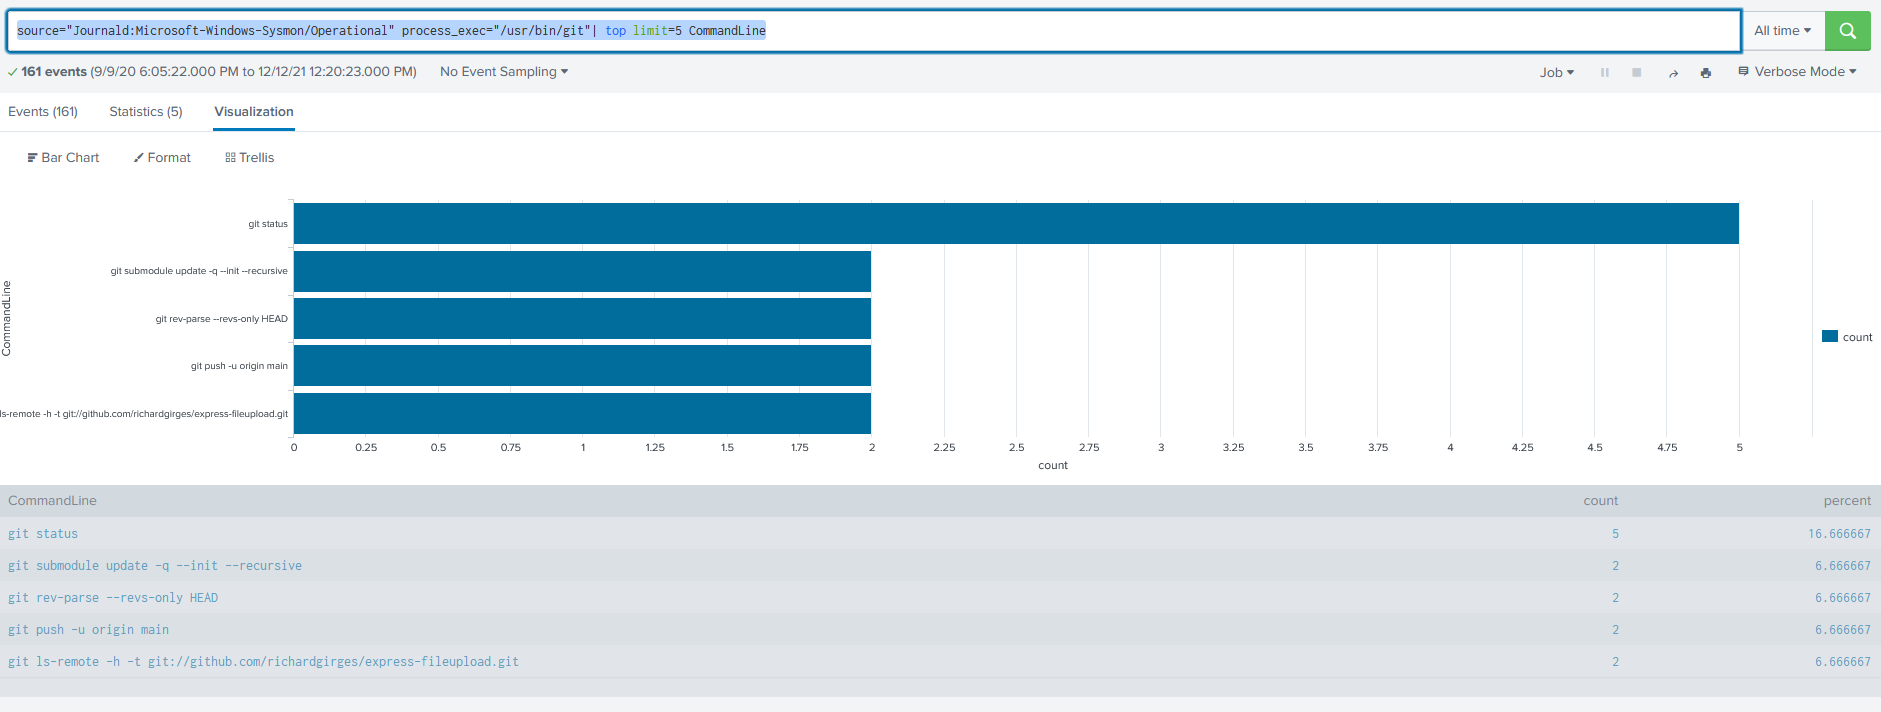 source="Journald:Microsoft-Windows-Sysmon/Operational" process_exec="/usr/bin/git"| top limit=5 CommandLine
All time
161 events (9/9/20 6:05:22.000 PM to 12/12/21 12:20:23.000 PM)
No Event Sampling
Job
Verbose Mode
Events (161)
Statistics (5)
Visualization
Bar Chart
Format
Trellis
CommandLine
git status
git submodule update -q --init --recursive
git rev-parse --revs-only HEAD
git push -u origin main
ls-remote -h -t git://github.com/richardgirges/express-fileupload.git
0 0.25 0.5 0.75 1 1.25 1.5 1.75 2 2.25 2.5 2.75 3 3.25 3.5 3.75 4 4.25 4.5 4.75 5
count
count
CommandLine count percent
git status 5 16.666667
git submodule update -q --init --recursive 2 6.666667
git rev-parse --revs-only HEAD 2 6.666667
git push -u origin main 2 6.666667
git ls-remote -h -t git://github.com/richardgirges/express-fileupload.git 2 6.666667